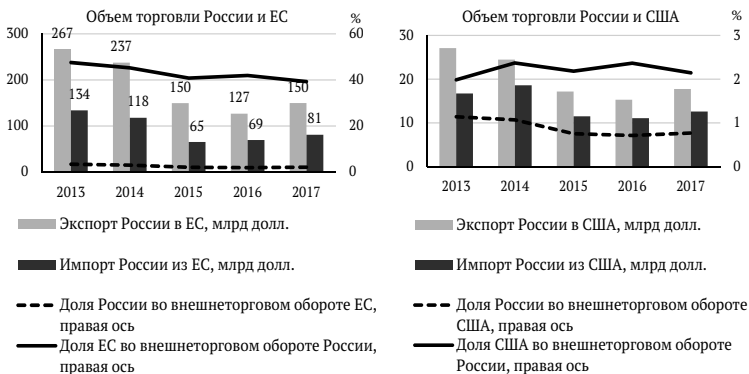 Объем торговли России и ЕС
%
300
200
100
0
60
40
20
0
267
237
150
127
150
134
118
65
69
81
2013
2014
2015
2016
2017
Экспорт России в ЕС, млрд долл.
Импорт России из ЕС, млрд долл.
Доля России во внешнеторговом обороте ЕС,
правая ось
Доля ЕС во внешнеторговом обороте России,
правая ось
Объем торговли России и США
%
30
20
10
0
3
2
1
0
2013
2014
2015
2016
2017
Экспорт России в США, млрд долл.
Импорт России из США, млрд долл.
Доля России во внешнеторговом обороте
США, правая ось
Доля США во внешнеторговом обороте
России, правая ось